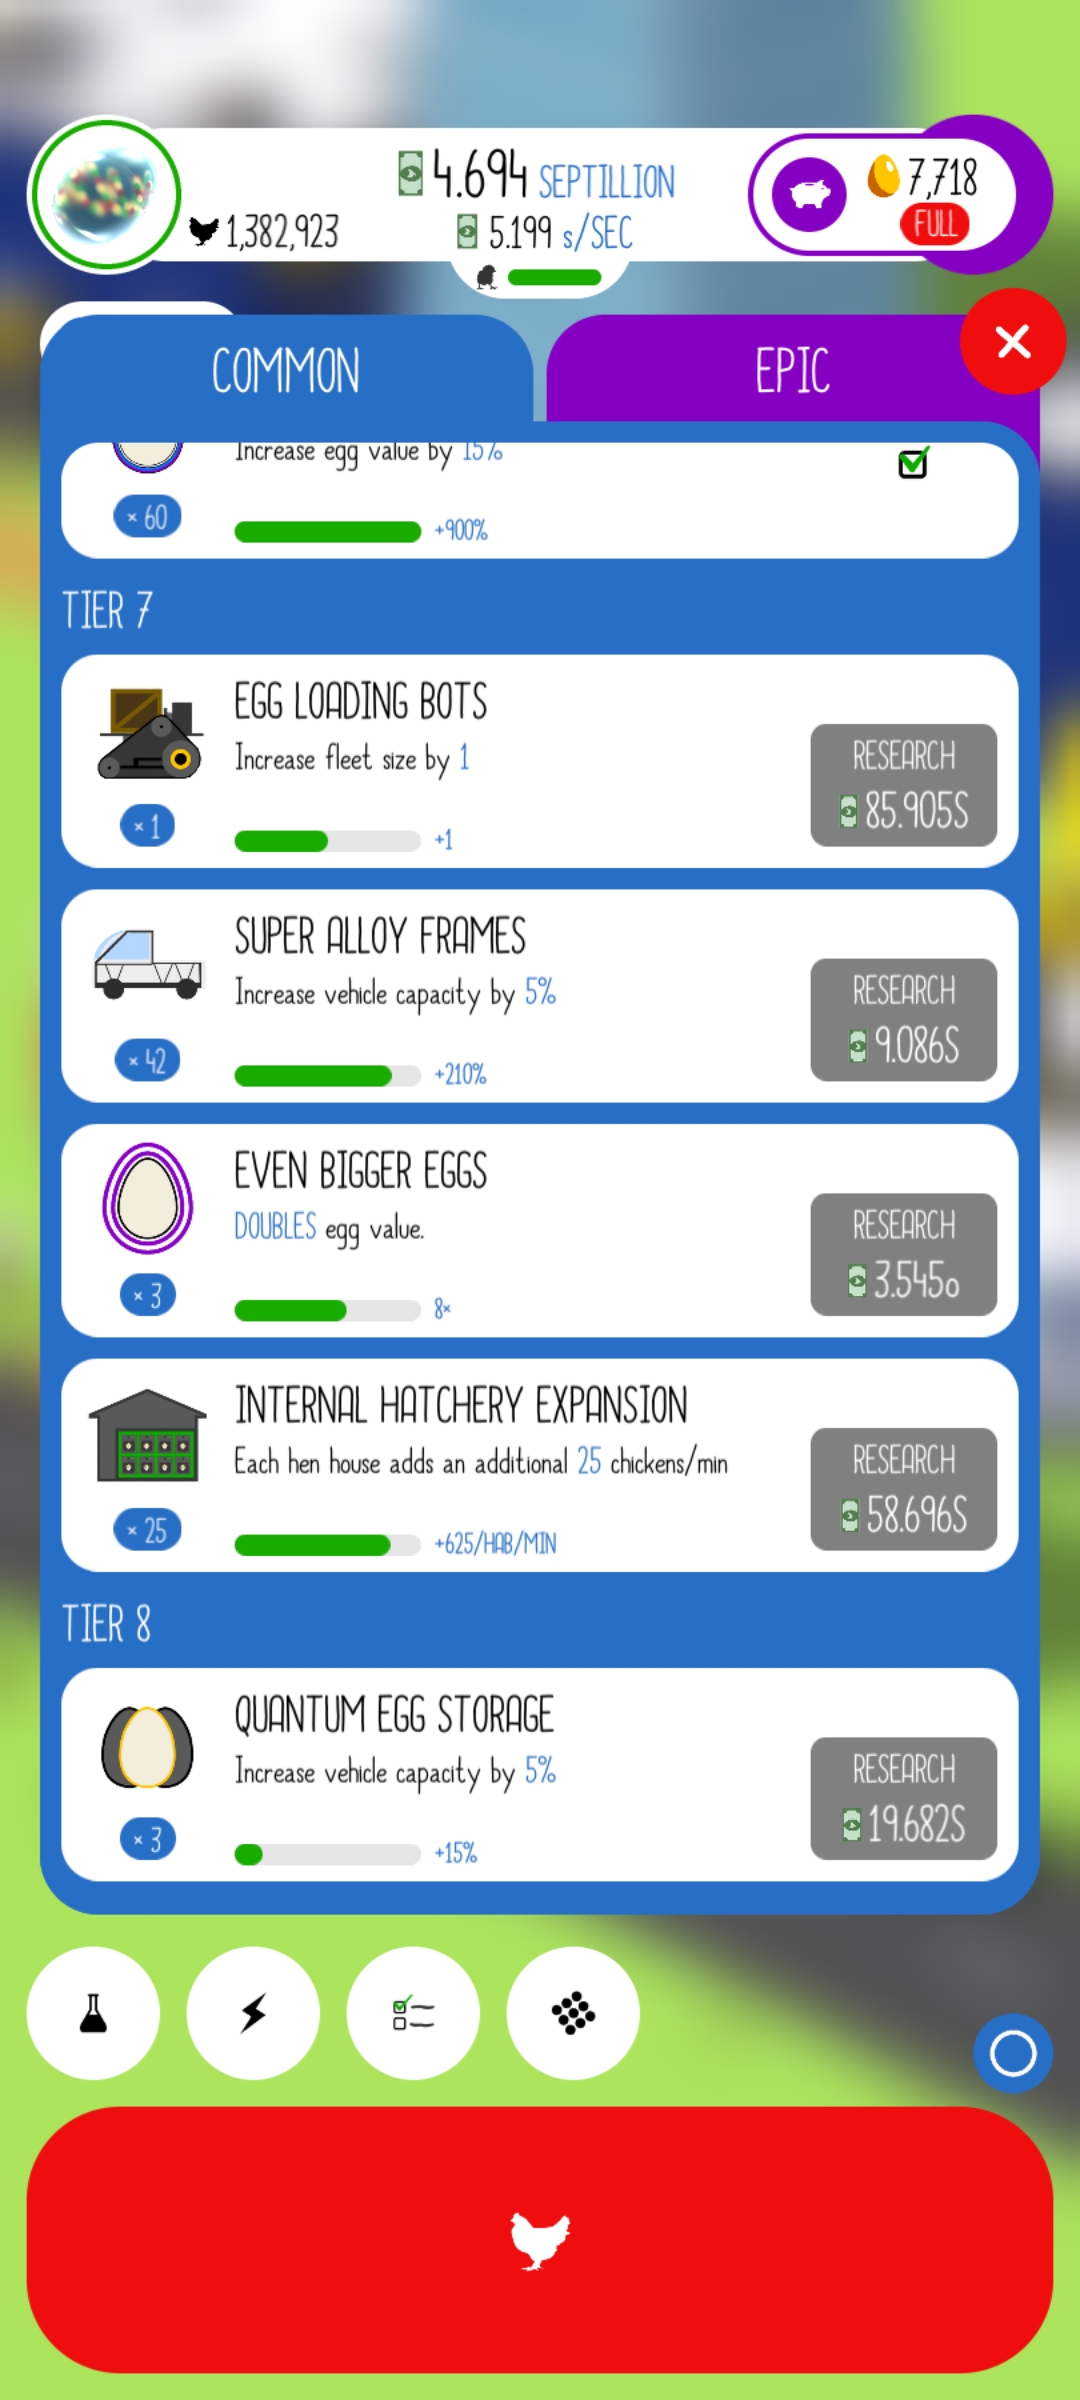 4.694 SEPTILLION
1,382,923
5.199 s/SEC
7,718
FULL
COMMON
EPIC
Increase egg value by 15%
× 60
+900%
TIER 7
EGG LOADING BOTS
Increase fleet size by 1
× 1
+1
RESEARCH
85.905S
SUPER ALLOY FRAMES
Increase vehicle capacity by 5%
× 42
+210%
RESEARCH
9.086S
EVEN BIGGER EGGS
DOUBLES egg value.
× 3
8×
RESEARCH
3.545o
INTERNAL HATCHERY EXPANSION
Each hen house adds an additional 25 chickens/min
× 25
+625/HAB/MIN
RESEARCH
58.696S
TIER 8
QUANTUM EGG STORAGE
Increase vehicle capacity by 5%
× 3
+15%
RESEARCH
19.682S